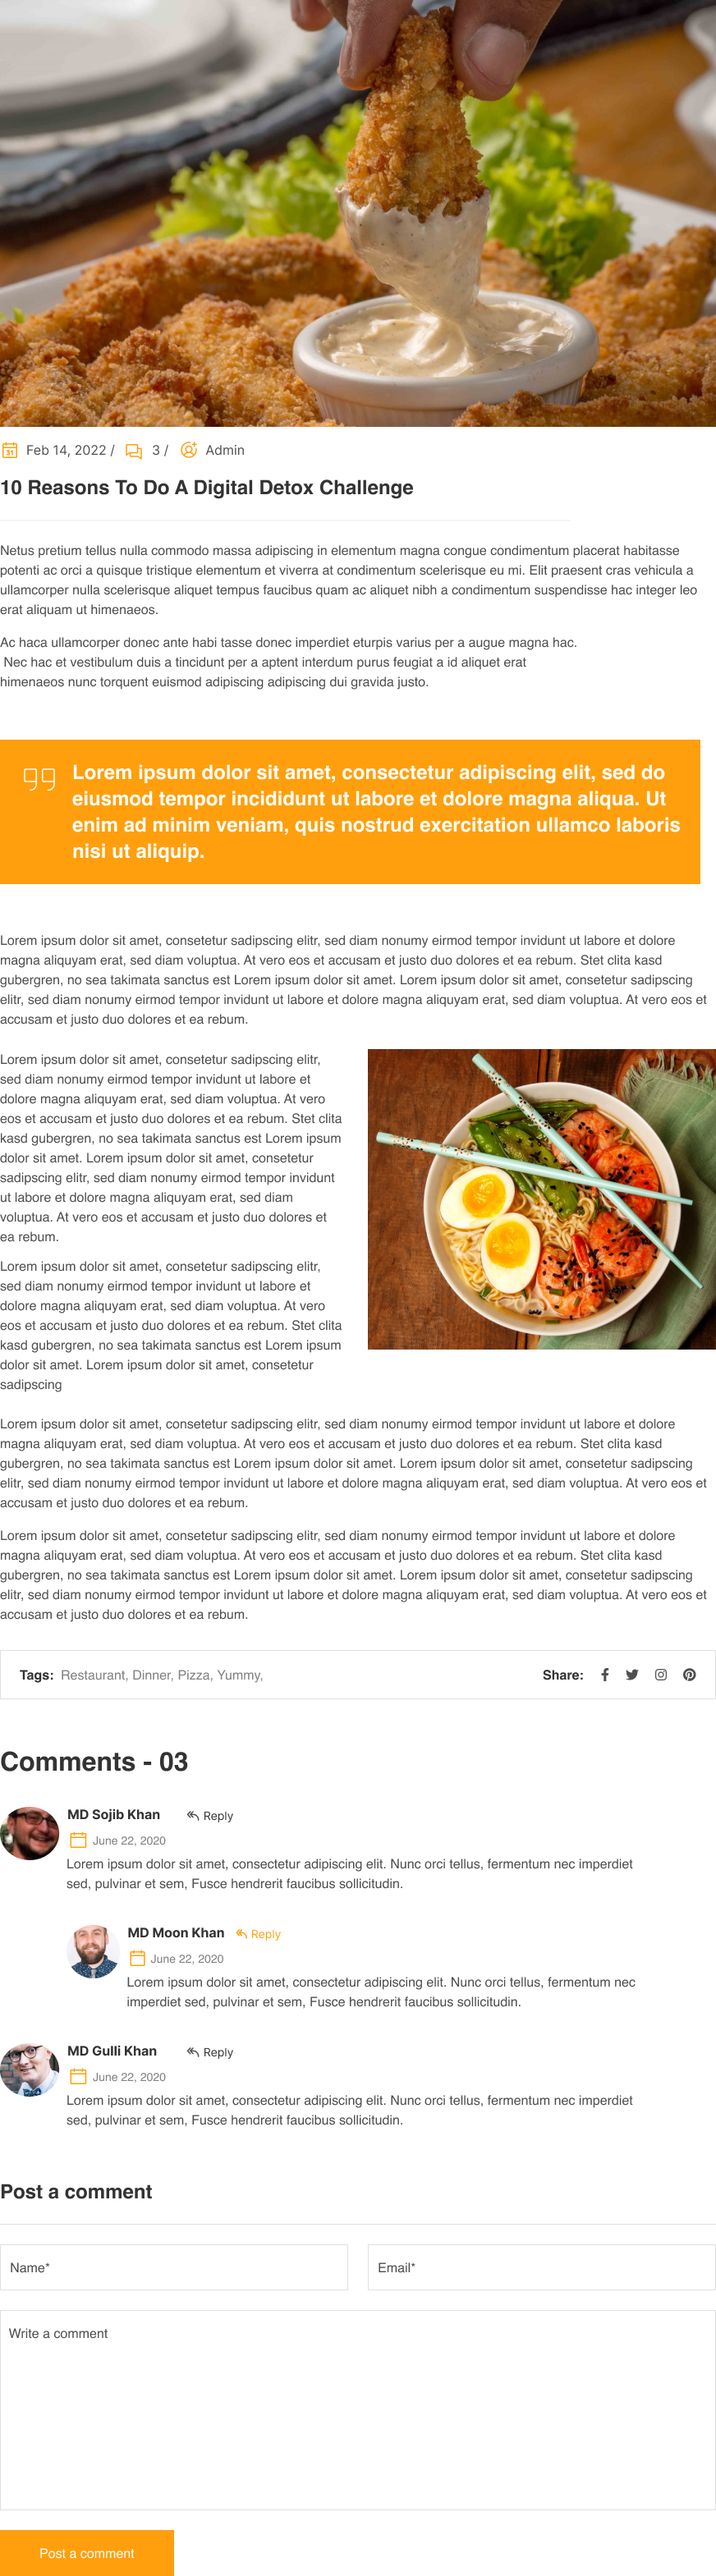 31 Feb 14, 2022 / 3 / Admin
10 Reasons To Do A Digital Detox Challenge
Netus pretium tellus nulla commodo massa adipiscing in elementum magna congue condimentum placerat habitasse
potenti ac orci a quisque tristique elementum et viverra at condimentum scelerisque eu mi. Elit praesent cras vehicula a
ullamcorper nulla scelerisque aliquet tempus faucibus quam ac aliquet nibh a condimentum suspendisse hac integer leo
erat aliquam ut himenaeos.
Ac haca ullamcorper donec ante habi tasse donec imperdiet eturpis varius per a augue magna hac.
Nec hac et vestibulum duis a tincidunt per a aptent interdum purus feugiat a id aliquet erat
himenaeos nunc torquent euismod adipiscing adipiscing dui gravida justo.
Lorem ipsum dolor sit amet, consectetur adipiscing elit, sed do
eiusmod tempor incididunt ut labore et dolore magna aliqua. Ut
enim ad minim veniam, quis nostrud exercitation ullamco laboris
nisi ut aliquip.
Lorem ipsum dolor sit amet, consetetur sadipscing elitr, sed diam nonumy eirmod tempor invidunt ut labore et dolore
magna aliquyam erat, sed diam voluptua. At vero eos et accusam et justo duo dolores et ea rebum. Stet clita kasd
gubergren, no sea takimata sanctus est Lorem ipsum dolor sit amet. Lorem ipsum dolor sit amet, consetetur sadipscing
elitr, sed diam nonumy eirmod tempor invidunt ut labore et dolore magna aliquyam erat, sed diam voluptua. At vero eos et
accusam et justo duo dolores et ea rebum.
Lorem ipsum dolor sit amet, consetetur sadipscing elitr,
sed diam nonumy eirmod tempor invidunt ut labore et
dolore magna aliquyam erat, sed diam voluptua. At vero
eos et accusam et justo duo dolores et ea rebum. Stet clita
kasd gubergren, no sea takimata sanctus est Lorem ipsum
dolor sit amet. Lorem ipsum dolor sit amet, consetetur
sadipscing elitr, sed diam nonumy eirmod tempor invidunt
ut labore et dolore magna aliquyam erat, sed diam
voluptua. At vero eos et accusam et justo duo dolores et
ea rebum.
Lorem ipsum dolor sit amet, consetetur sadipscing elitr,
sed diam nonumy eirmod tempor invidunt ut labore et
dolore magna aliquyam erat, sed diam voluptua. At vero
eos et accusam et justo duo dolores et ea rebum. Stet clita
kasd gubergren, no sea takimata sanctus est Lorem ipsum
dolor sit amet. Lorem ipsum dolor sit amet, consetetur
sadipscing
Lorem ipsum dolor sit amet, consetetur sadipscing elitr, sed diam nonumy eirmod tempor invidunt ut labore et dolore
magna aliquyam erat, sed diam voluptua. At vero eos et accusam et justo duo dolores et ea rebum. Stet clita kasd
gubergren, no sea takimata sanctus est Lorem ipsum dolor sit amet. Lorem ipsum dolor sit amet, consetetur sadipscing
elitr, sed diam nonumy eirmod tempor invidunt ut labore et dolore magna aliquyam erat, sed diam voluptua. At vero eos et
accusam et justo duo dolores et ea rebum.
Lorem ipsum dolor sit amet, consetetur sadipscing elitr, sed diam nonumy eirmod tempor invidunt ut labore et dolore
magna aliquyam erat, sed diam voluptua. At vero eos et accusam et justo duo dolores et ea rebum. Stet clita kasd
gubergren, no sea takimata sanctus est Lorem ipsum dolor sit amet. Lorem ipsum dolor sit amet, consetetur sadipscing
elitr, sed diam nonumy eirmod tempor invidunt ut labore et dolore magna aliquyam erat, sed diam voluptua. At vero eos et
accusam et justo duo dolores et ea rebum.
Tags: Restaurant, Dinner, Pizza, Yummy, Share:
Comments - 03
MD Sojib Khan Reply
June 22, 2020
Lorem ipsum dolor sit amet, consectetur adipiscing elit. Nunc orci tellus, fermentum nec imperdiet
sed, pulvinar et sem, Fusce hendrerit faucibus sollicitudin.
MD Moon Khan Reply
June 22, 2020
Lorem ipsum dolor sit amet, consectetur adipiscing elit. Nunc orci tellus, fermentum nec
imperdiet sed, pulvinar et sem, Fusce hendrerit faucibus sollicitudin.
MD Gulli Khan Reply
June 22, 2020
Lorem ipsum dolor sit amet, consectetur adipiscing elit. Nunc orci tellus, fermentum nec imperdiet
sed, pulvinar et sem, Fusce hendrerit faucibus sollicitudin.
Post a comment
Name* Email*
Write a comment
Post a comment